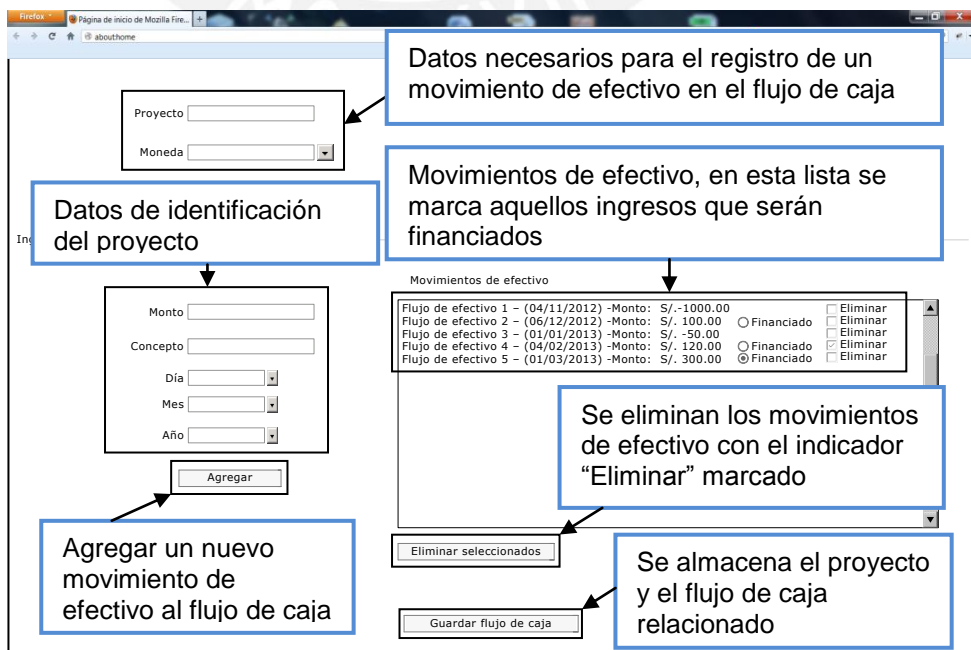 Firefox
Página de inicio de Mozilla Fire...
abouthome
Datos necesarios para el registro de un
movimiento de efectivo en el flujo de caja
Proyecto
Moneda
Movimientos de efectivo, en esta lista se
marca aquellos ingresos que serán
financiados
Datos de identificación
del proyecto
Movimientos de efectivo
Monto
Concepto
Día
Mes
Año
Agregar
Flujo de efectivo 1 – (04/11/2012) -Monto: S/.-1000.00 Eliminar
Flujo de efectivo 2 – (06/12/2012) -Monto: S/. 100.00 Financiado Eliminar
Flujo de efectivo 3 – (01/01/2013) -Monto: S/. -50.00 Eliminar
Flujo de efectivo 4 – (04/02/2013) -Monto: S/. 120.00 Financiado Eliminar
Flujo de efectivo 5 – (01/03/2013) -Monto: S/. 300.00 Financiado Eliminar
Se eliminan los movimientos
de efectivo con el indicador
“Eliminar” marcado
Agregar un nuevo
movimiento de
efectivo al flujo de caja
Eliminar seleccionados
Se almacena el proyecto
y el flujo de caja
relacionado
Guardar flujo de caja